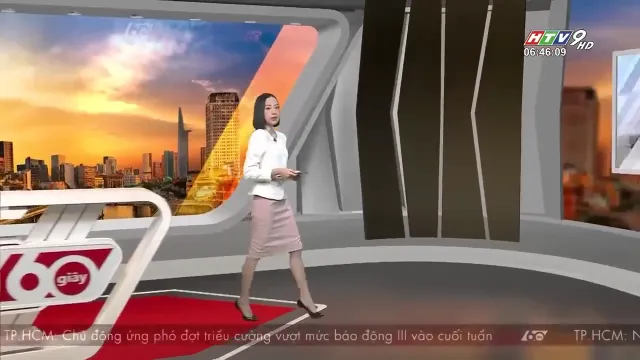 HTV9 HD
06:46:09
60
giây
TP.HCM: Chủ động ứng phó đợt triều cường vượt mức báo động III vào cuối tuần 60 TP.HCM: N